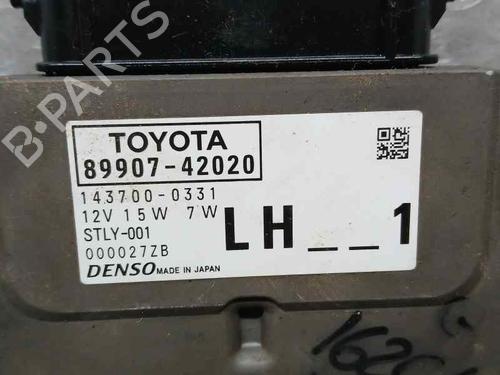 TOYOTA
89907-42020
143700-0331
12V 15W 7W
STLY-001
000027ZB
LH__1
DENSO MADE IN JAPAN
B-PARTS